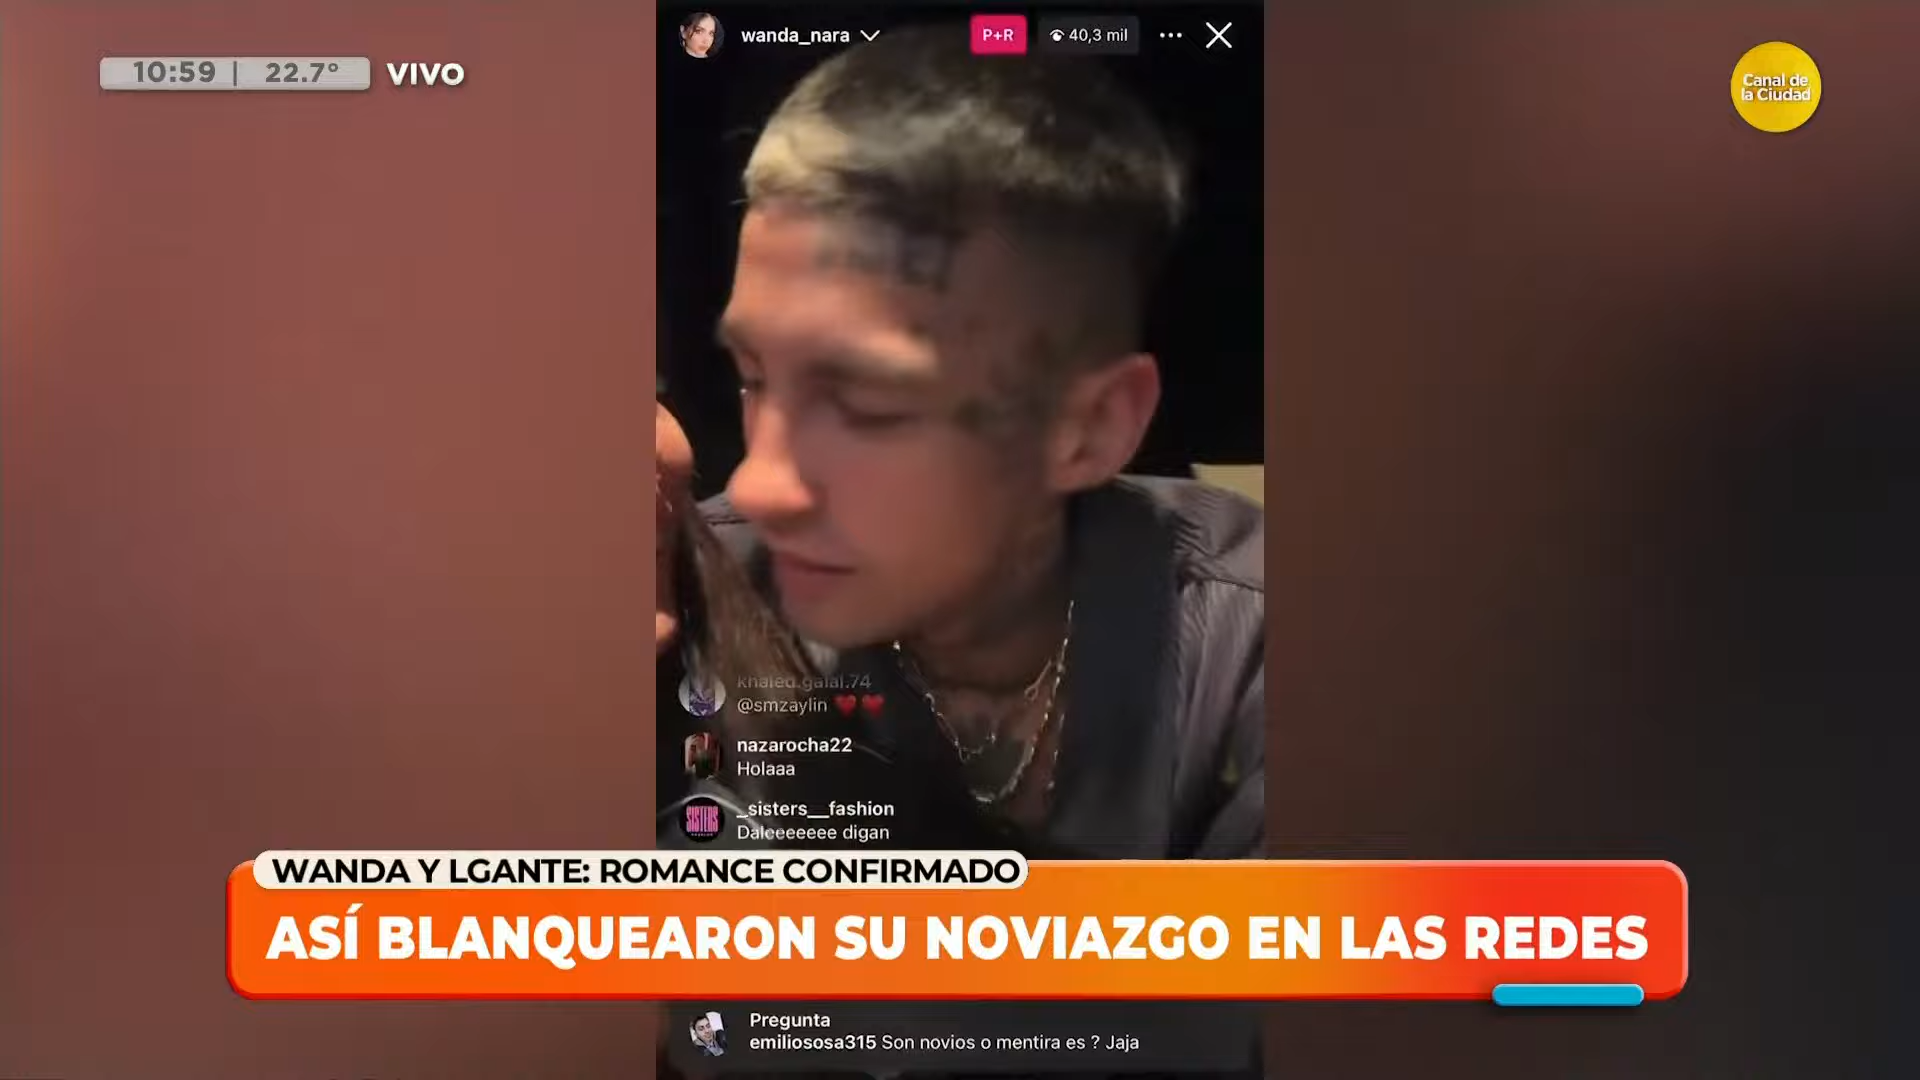 10:59 | 22.7° VIVO
wanda_nara
P+R
40,3 mil
Canal de
la Ciudad
khaled.galal.74
@smzaylin ❤️❤️
nazarocha22
Holaaa
SISTERS
_sisters__fashion
Daleeeeeee digan
WANDA Y LGANTE: ROMANCE CONFIRMADO
ASÍ BLANQUEARON SU NOVIAZGO EN LAS REDES
Pregunta
emiliososa315 Son novios o mentira es ? Jaja